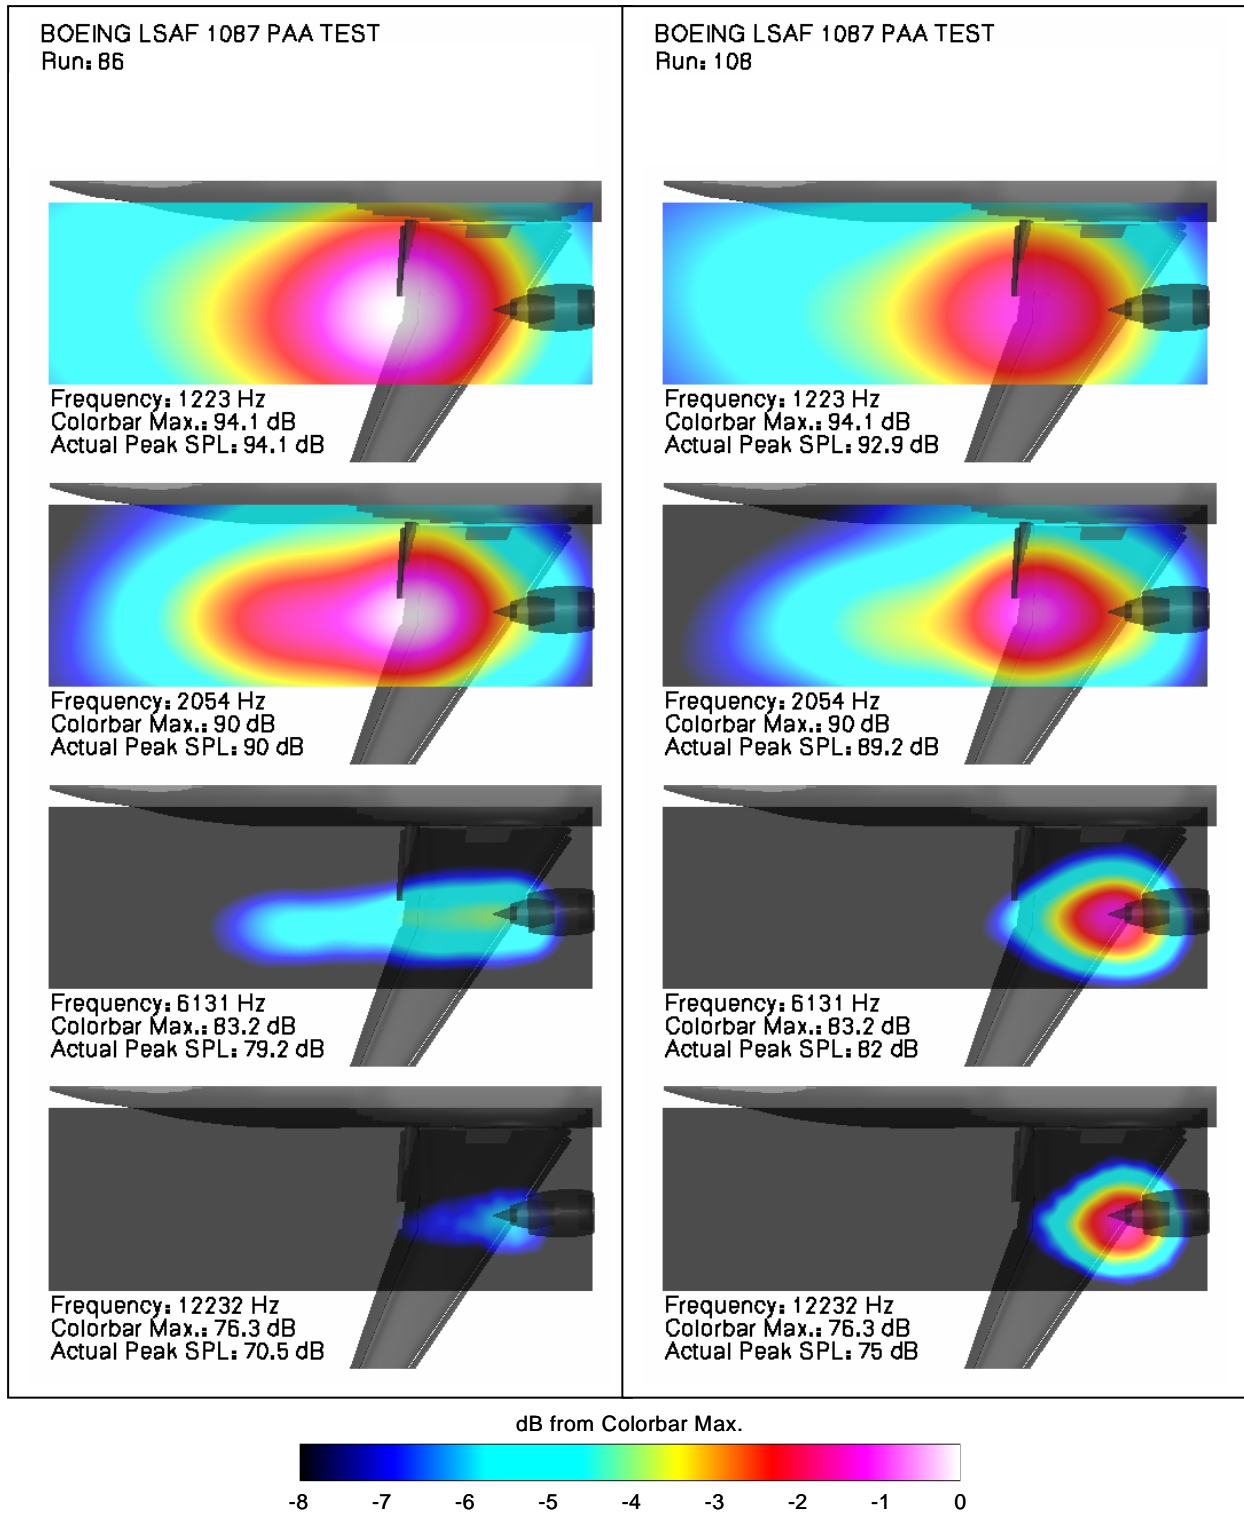 BOEING LSAF 1087 PAA TEST
Run: 86
Frequency: 1223 Hz
Colorbar Max.: 94.1 dB
Actual Peak SPL: 94.1 dB
Frequency: 2054 Hz
Colorbar Max.: 90 dB
Actual Peak SPL: 90 dB
Frequency: 6131 Hz
Colorbar Max.: 83.2 dB
Actual Peak SPL: 79.2 dB
Frequency: 12232 Hz
Colorbar Max.: 76.3 dB
Actual Peak SPL: 70.5 dB
BOEING LSAF 1087 PAA TEST
Run: 108
Frequency: 1223 Hz
Colorbar Max.: 94.1 dB
Actual Peak SPL: 92.9 dB
Frequency: 2054 Hz
Colorbar Max.: 90 dB
Actual Peak SPL: 89.2 dB
Frequency: 6131 Hz
Colorbar Max.: 83.2 dB
Actual Peak SPL: 82 dB
Frequency: 12232 Hz
Colorbar Max.: 76.3 dB
Actual Peak SPL: 75 dB
dB from Colorbar Max.
-8 -7 -6 -5 -4 -3 -2 -1 0